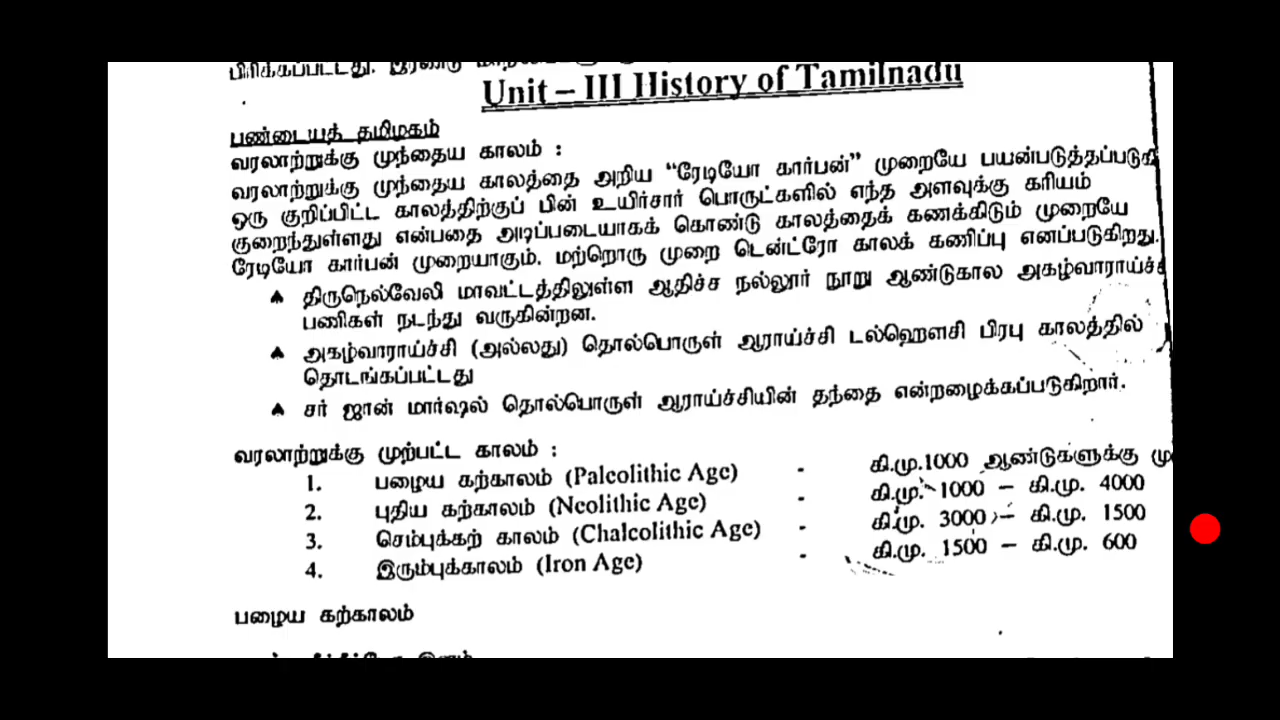 பிரிக்கப்பட்டது. இரண்டு
Unit – III History of Tamilnadu
பண்டையத் தமிழகம்
வரலாற்றுக்கு முந்தைய காலம் :
வரலாற்றுக்கு முந்தைய காலத்தை அறிய “ரேடியோ கார்பன்” முறையே
ஒரு குறிப்பிட்ட காலத்திற்குப் பின் உயிர்சார் பொருட்களில் எந்த அளவுக்கு கரியம்
குறைந்துள்ளது என்பதை அடிப்படையாகக் கொண்டு காலத்தைக் கணக்கிடும் முறையே
ரேடியோ கார்பன் முறையாகும். மற்றொரு முறை டென்ட்ரோ காலக் கணிப்பு எனப்படுகிறது.
♠ திருநெல்வேலி மாவட்டத்திலுள்ள ஆதிச்ச நல்லூர் நூறு ஆண்டுகால
பணிகள் நடந்து வருகின்றன.
♠ அகழ்வாராய்ச்சி (அல்லது) தொல்பொருள் ஆராய்ச்சி டல்ஹௌசி பிரபு காலத்தில்
தொடங்கப்பட்டது
♠ சர் ஜான் மார்ஷல் தொல்பொருள் ஆராய்ச்சியின் தந்தை என்றழைக்கப்படுகிறார்.
வரலாற்றுக்கு முற்பட்ட காலம் :
1. பழைய கற்காலம் (Paleolithic Age) - கி.மு.1000 ஆண்டுகளுக்கு
2. புதிய கற்காலம் (Neolithic Age) - கி.மு. 1000 – கி.மு. 4000
3. செம்புக்கற் காலம் (Chalcolithic Age) - கி.மு. 3000 – கி.மு. 1500
4. இரும்புக்காலம் (Iron Age) - கி.மு. 1500 – கி.மு. 600
பழைய கற்காலம்